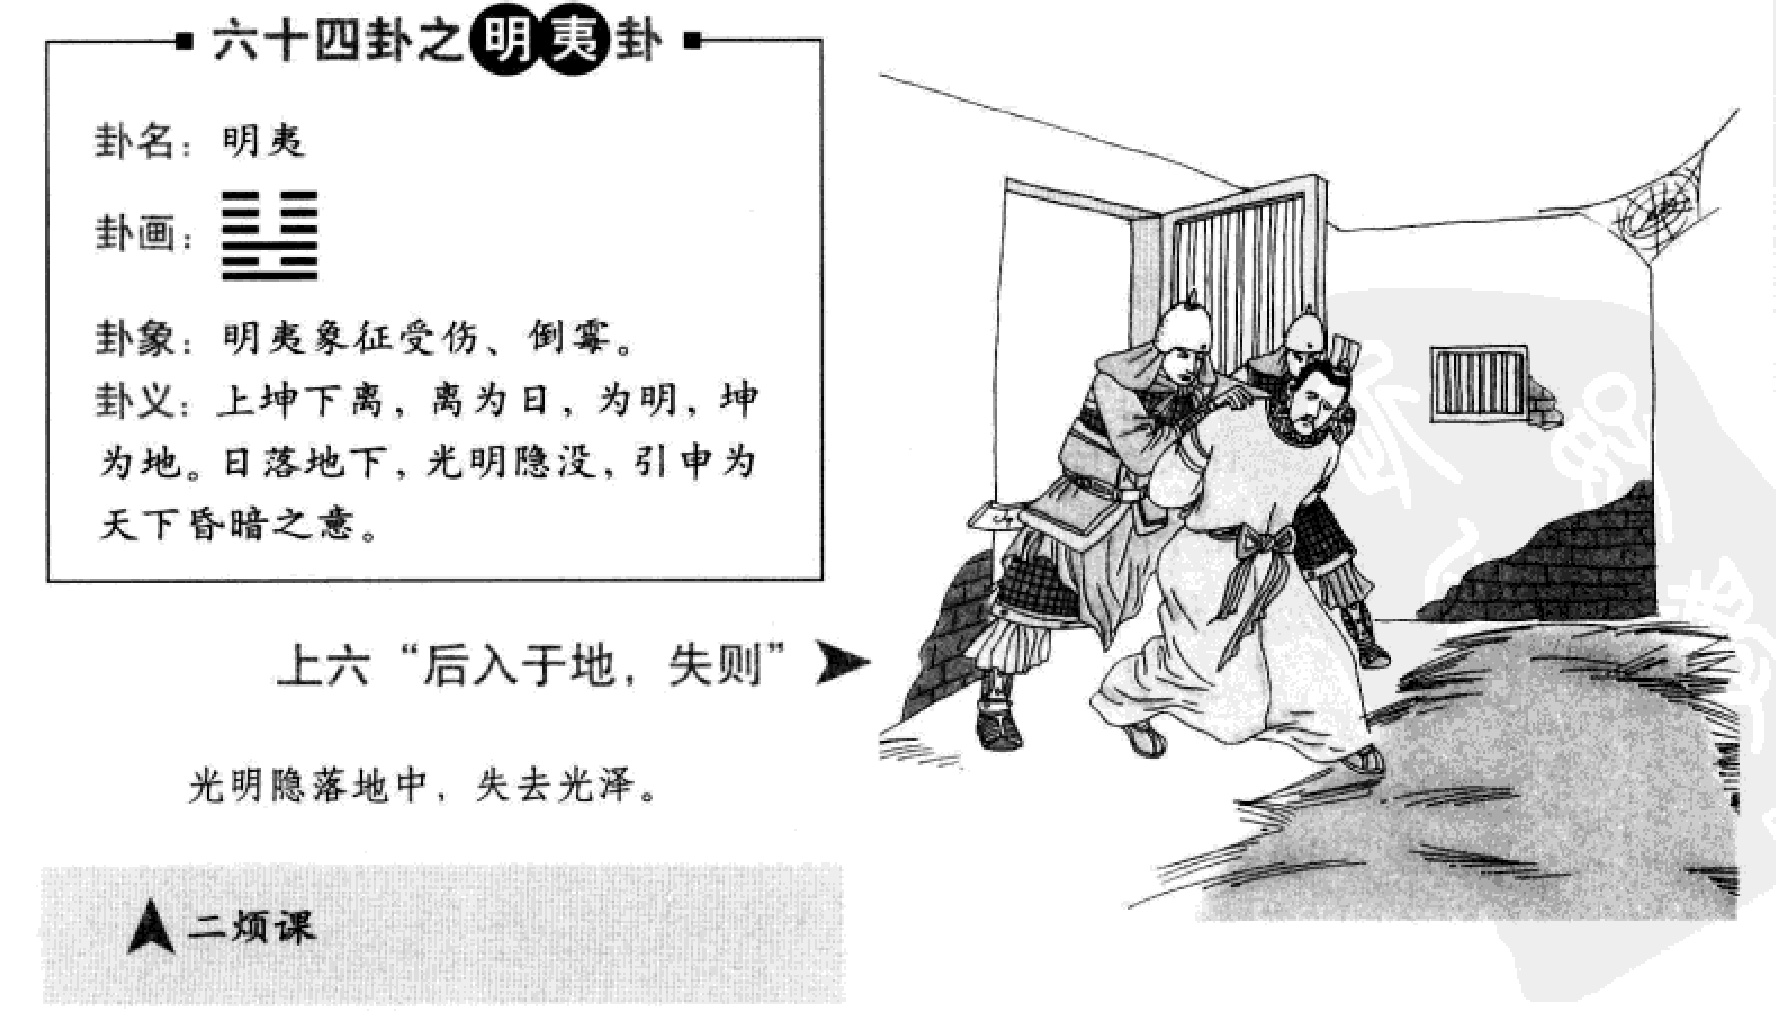 六十四卦之明夷卦
卦名：明夷
卦画：
卦象：明夷象征受伤、倒霉。
卦义：上坤下离，离为日，为明，坤
为地。日落地下，光明隐没，引申为
天下昏暗之意。
上六“后入于地，失则”
光明隐落地中，失去光泽。
二烦课